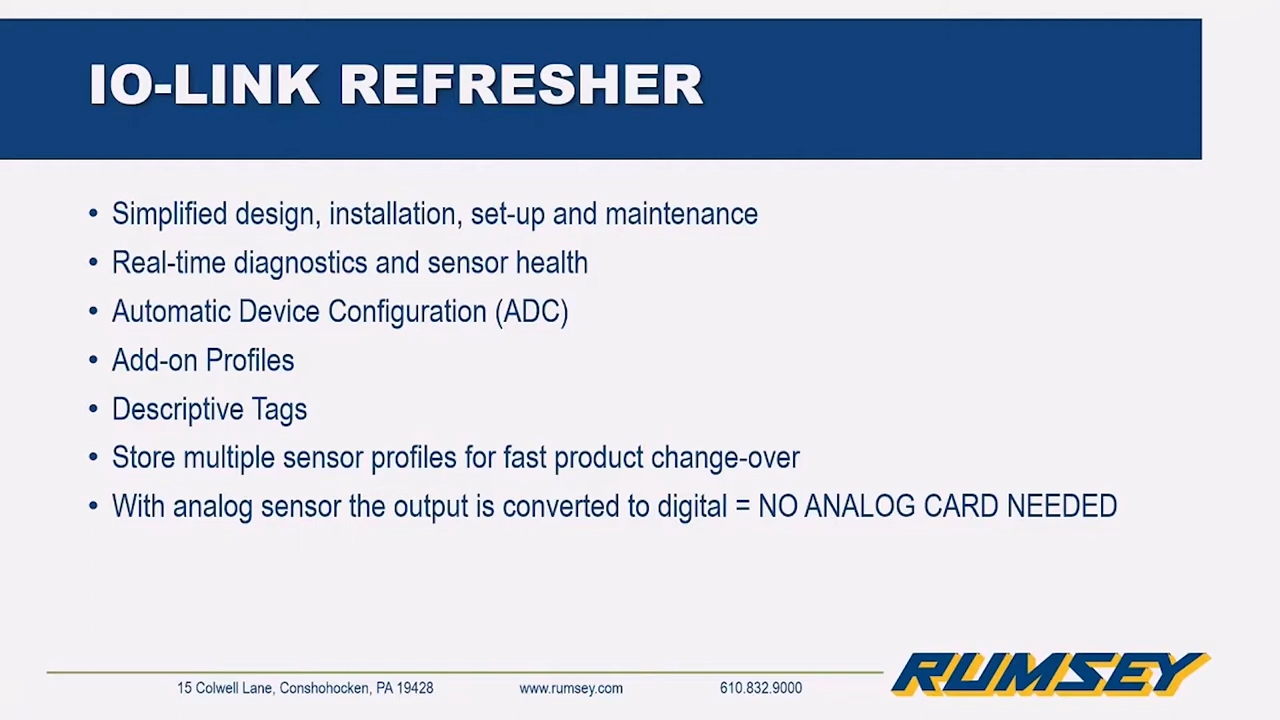 IO-LINK REFRESHER
• Simplified design, installation, set-up and maintenance
• Real-time diagnostics and sensor health
• Automatic Device Configuration (ADC)
• Add-on Profiles
• Descriptive Tags
• Store multiple sensor profiles for fast product change-over
• With analog sensor the output is converted to digital = NO ANALOG CARD NEEDED
15 Colwell Lane, Conshohocken, PA 19428 www.rumsey.com 610.832.9000
RUMSEY